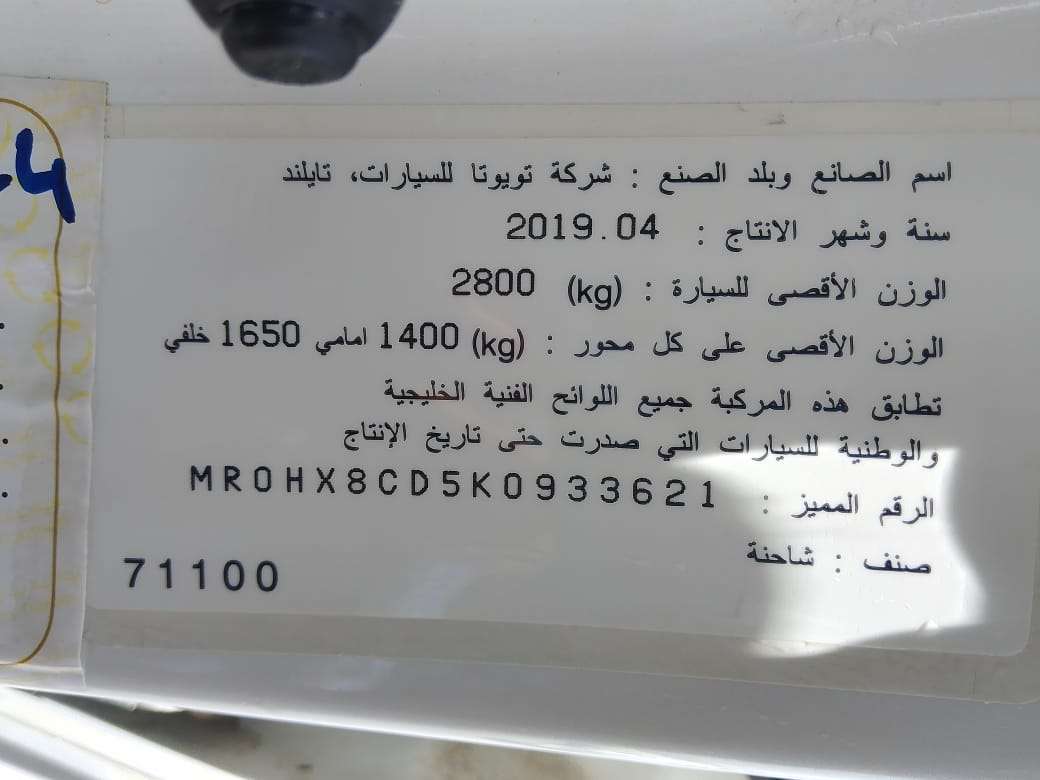 اسم الصانع وبلد الصنع : شركة تويوتا للسيارات، تايلند
سنة وشهر الانتاج : 2019.04
الوزن الأقصى للسيارة : (kg) 2800
الوزن الأقصى على كل محور : (kg) 1400 امامي 1650 خلفي
تطابق هذه المركبة جميع اللوائح الفنية الخليجية
والوطنية للسيارات التي صدرت حتى تاريخ الإنتاج
الرقم المميز : MR0HX8CD5K0933621
صنف : شاحنة
71100
4